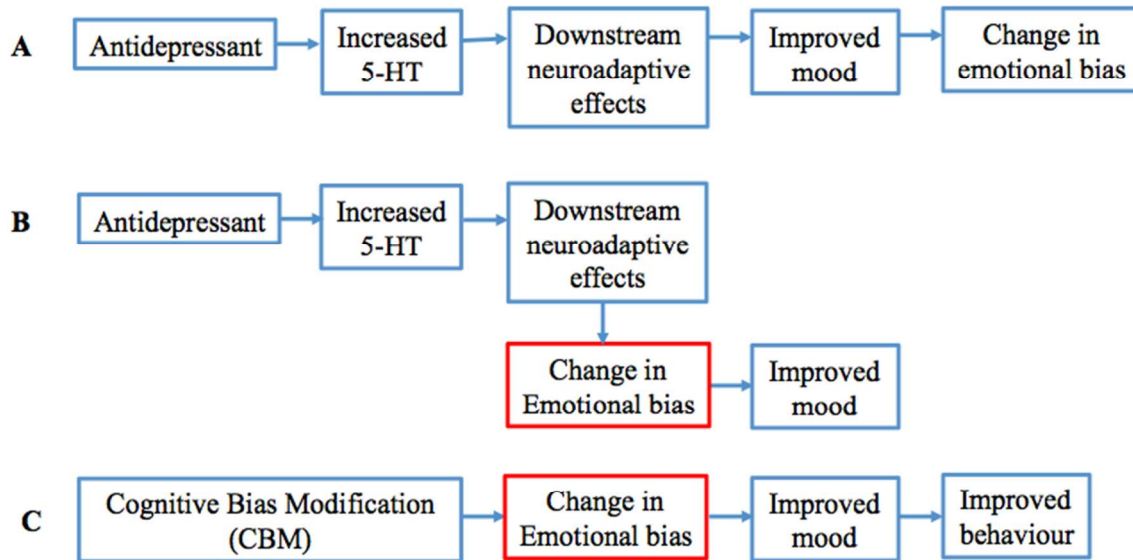 A
Antidepressant
Increased
5-HT
Downstream
neuroadaptive
effects
Improved
mood
Change in
emotional bias
B
Antidepressant
Increased
5-HT
Downstream
neuroadaptive
effects
Change in
Emotional bias
Improved
mood
C
Cognitive Bias Modification
(CBM)
Change in
Emotional bias
Improved
mood
Improved
behaviour